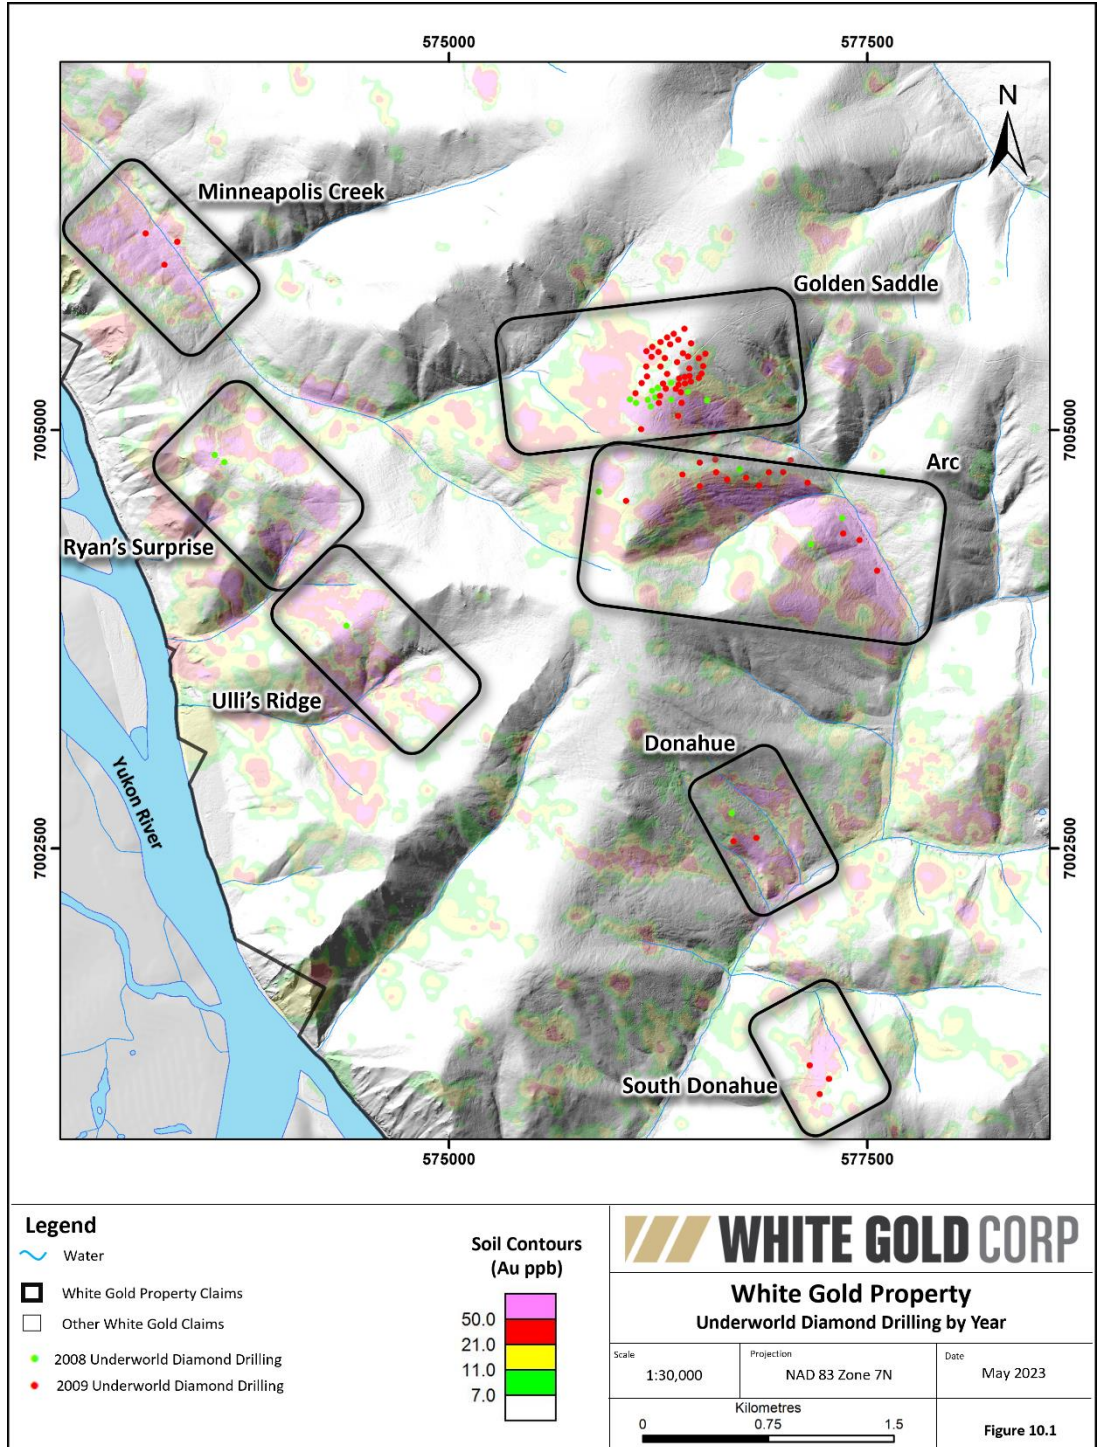 575000
577500
N
Minneapolis Creek
Golden Saddle
7005000
7005000
Arc
Ryan's Surprise
Ulli's Ridge
Donahue
Yukon River
7002500
7002500
South Donahue
575000
577500
Legend
Water
White Gold Property Claims
Other White Gold Claims
2008 Underworld Diamond Drilling
2009 Underworld Diamond Drilling
Soil Contours
(Au ppb)
50.0
21.0
11.0
7.0
WHITE GOLD CORP
White Gold Property
Underworld Diamond Drilling by Year
Scale
1:30,000
Projection
NAD 83 Zone 7N
Date
May 2023
Kilometres
0 0.75 1.5
Figure 10.1